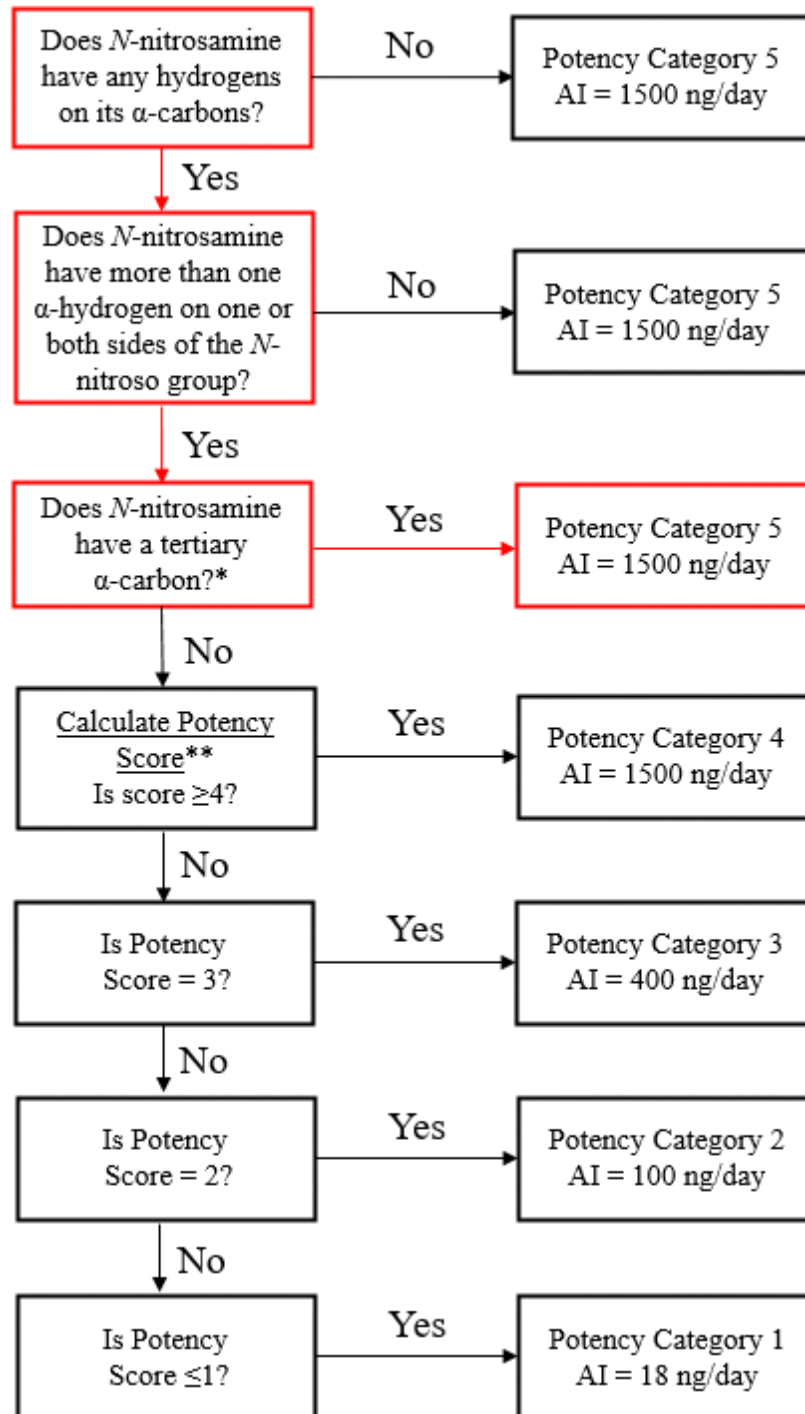 Does N-nitrosamine
have any hydrogens
on its α-carbons?
No
Potency Category 5
AI = 1500 ng/day
Yes
Does N-nitrosamine
have more than one
α-hydrogen on one or
both sides of the N-
nitroso group?
No
Potency Category 5
AI = 1500 ng/day
Yes
Does N-nitrosamine
have a tertiary
α-carbon?*
Yes
Potency Category 5
AI = 1500 ng/day
No
Calculate Potency
Score**
Is score ≥4?
Yes
Potency Category 4
AI = 1500 ng/day
No
Is Potency
Score = 3?
Yes
Potency Category 3
AI = 400 ng/day
No
Is Potency
Score = 2?
Yes
Potency Category 2
AI = 100 ng/day
No
Is Potency
Score ≤1?
Yes
Potency Category 1
AI = 18 ng/day